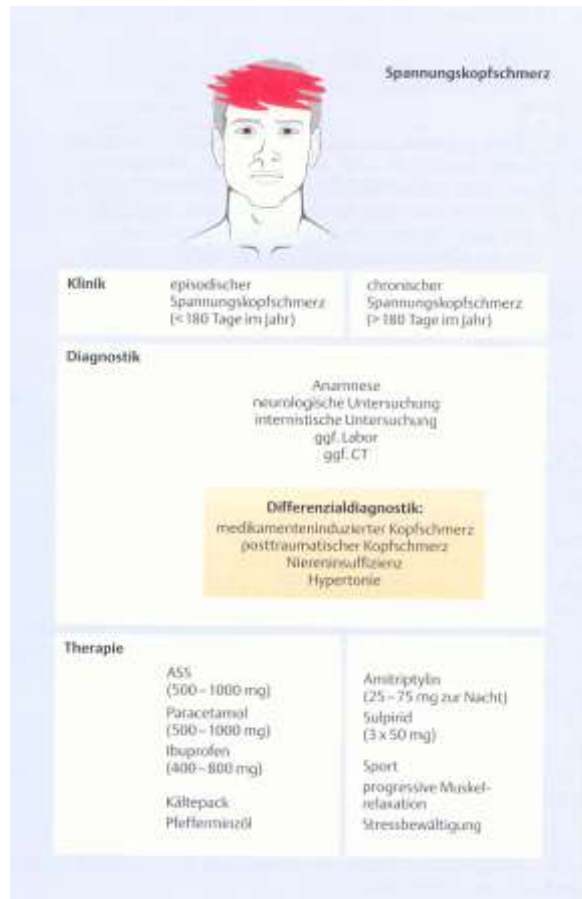 Spannungskopfschmerz
Klinik
episodischer
Spannungskopfschmerz
(< 180 Tage im Jahr)
chronischer
Spannungskopfschmerz
(> 180 Tage im Jahr)
Diagnostik
Anamnese
neurologische Untersuchung
internistische Untersuchung
ggf. Labor
ggf. CT
Differenzialdiagnostik:
medikamenteninduzierter Kopfschmerz
posttraumatischer Kopfschmerz
Niereninsuffizienz
Hypertonie
Therapie
ASS
(500 – 1000 mg)
Paracetamol
(500 – 1000 mg)
Ibuprofen
(400 – 800 mg)
Kältepack
Pfefferminzöl
Amitriptylin
(25 – 75 mg zur Nacht)
Sulpirid
(3 x 50 mg)
Sport
progressive Muskel-
relaxation
Stressbewältigung